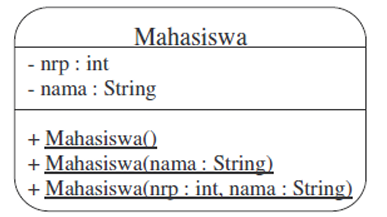 Mahasiswa
- nrp : int
- nama : String
+ Mahasiswa()
+ Mahasiswa(nama : String)
+ Mahasiswa(nrp : int, nama : String)